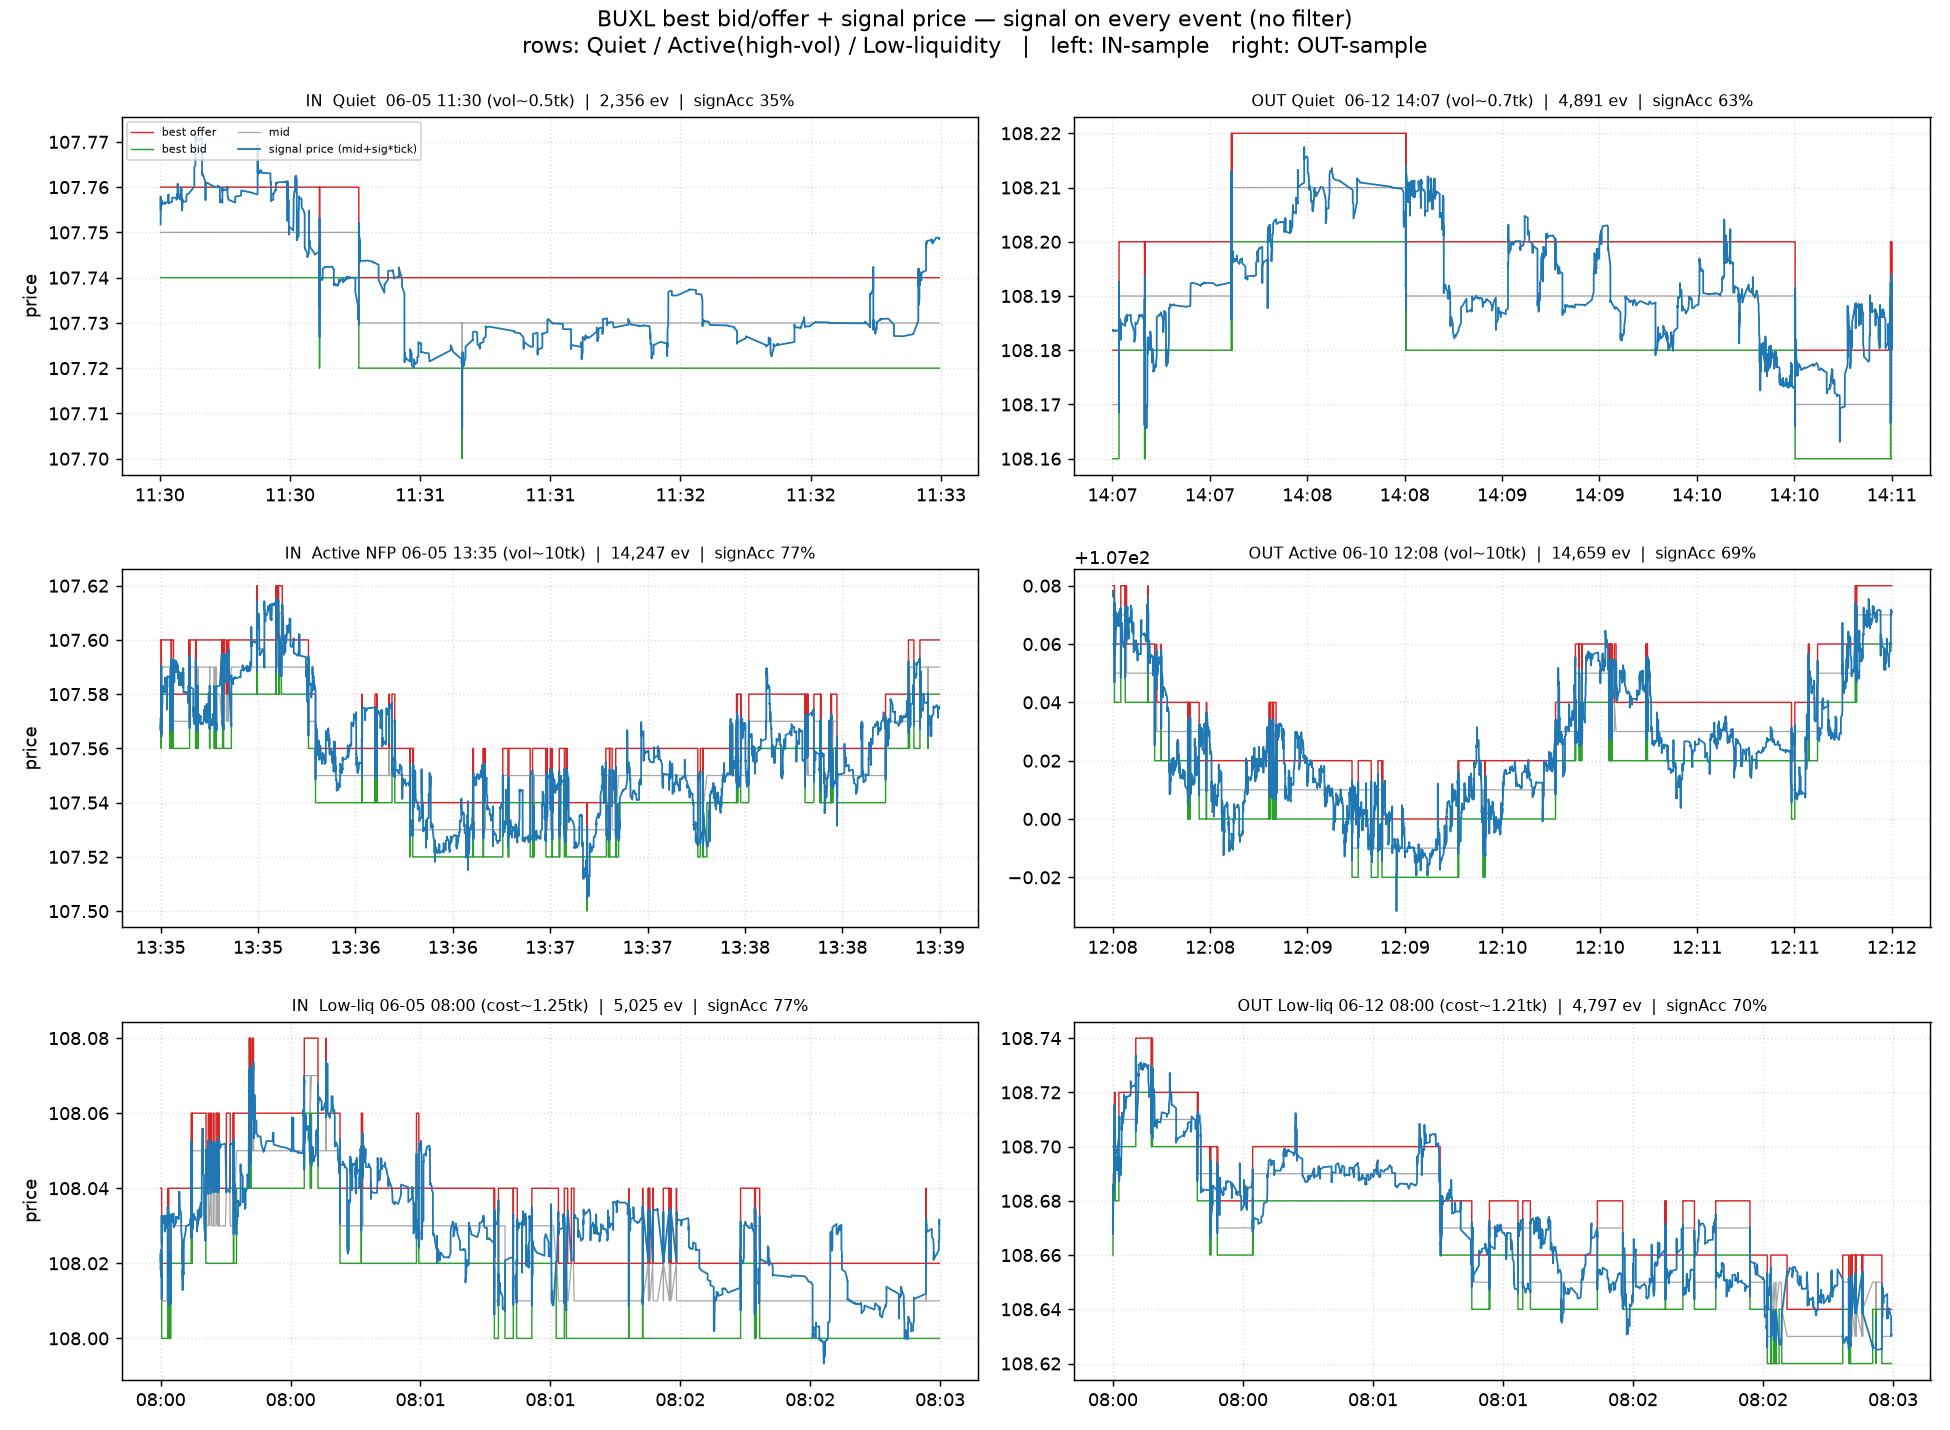 BUXL best bid/offer + signal price — signal on every event (no filter)
rows: Quiet / Active(high-vol) / Low-liquidity | left: IN-sample right: OUT-sample
IN Quiet 06-05 11:30 (vol~0.5tk) | 2,356 ev | signAcc 35%
best offer
best bid
mid
signal price (mid+sig*tick)
price
107.77
107.76
107.75
107.74
107.73
107.72
107.71
107.70
11:30 11:30 11:31 11:31 11:32 11:32 11:33
OUT Quiet 06-12 14:07 (vol~0.7tk) | 4,891 ev | signAcc 63%
108.22
108.21
108.20
108.19
108.18
108.17
108.16
14:07 14:07 14:08 14:08 14:09 14:09 14:10 14:10 14:11
IN Active NFP 06-05 13:35 (vol~10tk) | 14,247 ev | signAcc 77%
price
107.62
107.60
107.58
107.56
107.54
107.52
107.50
13:35 13:35 13:36 13:36 13:37 13:37 13:38 13:38 13:39
OUT Active 06-10 12:08 (vol~10tk) | 14,659 ev | signAcc 69%
+1.07e2
0.08
0.06
0.04
0.02
0.00
−0.02
12:08 12:08 12:09 12:09 12:10 12:10 12:11 12:11 12:12
IN Low-liq 06-05 08:00 (cost~1.25tk) | 5,025 ev | signAcc 77%
price
108.08
108.06
108.04
108.02
108.00
08:00 08:00 08:01 08:01 08:02 08:02 08:03
OUT Low-liq 06-12 08:00 (cost~1.21tk) | 4,797 ev | signAcc 70%
108.74
108.72
108.70
108.68
108.66
108.64
108.62
08:00 08:00 08:01 08:01 08:02 08:02 08:03